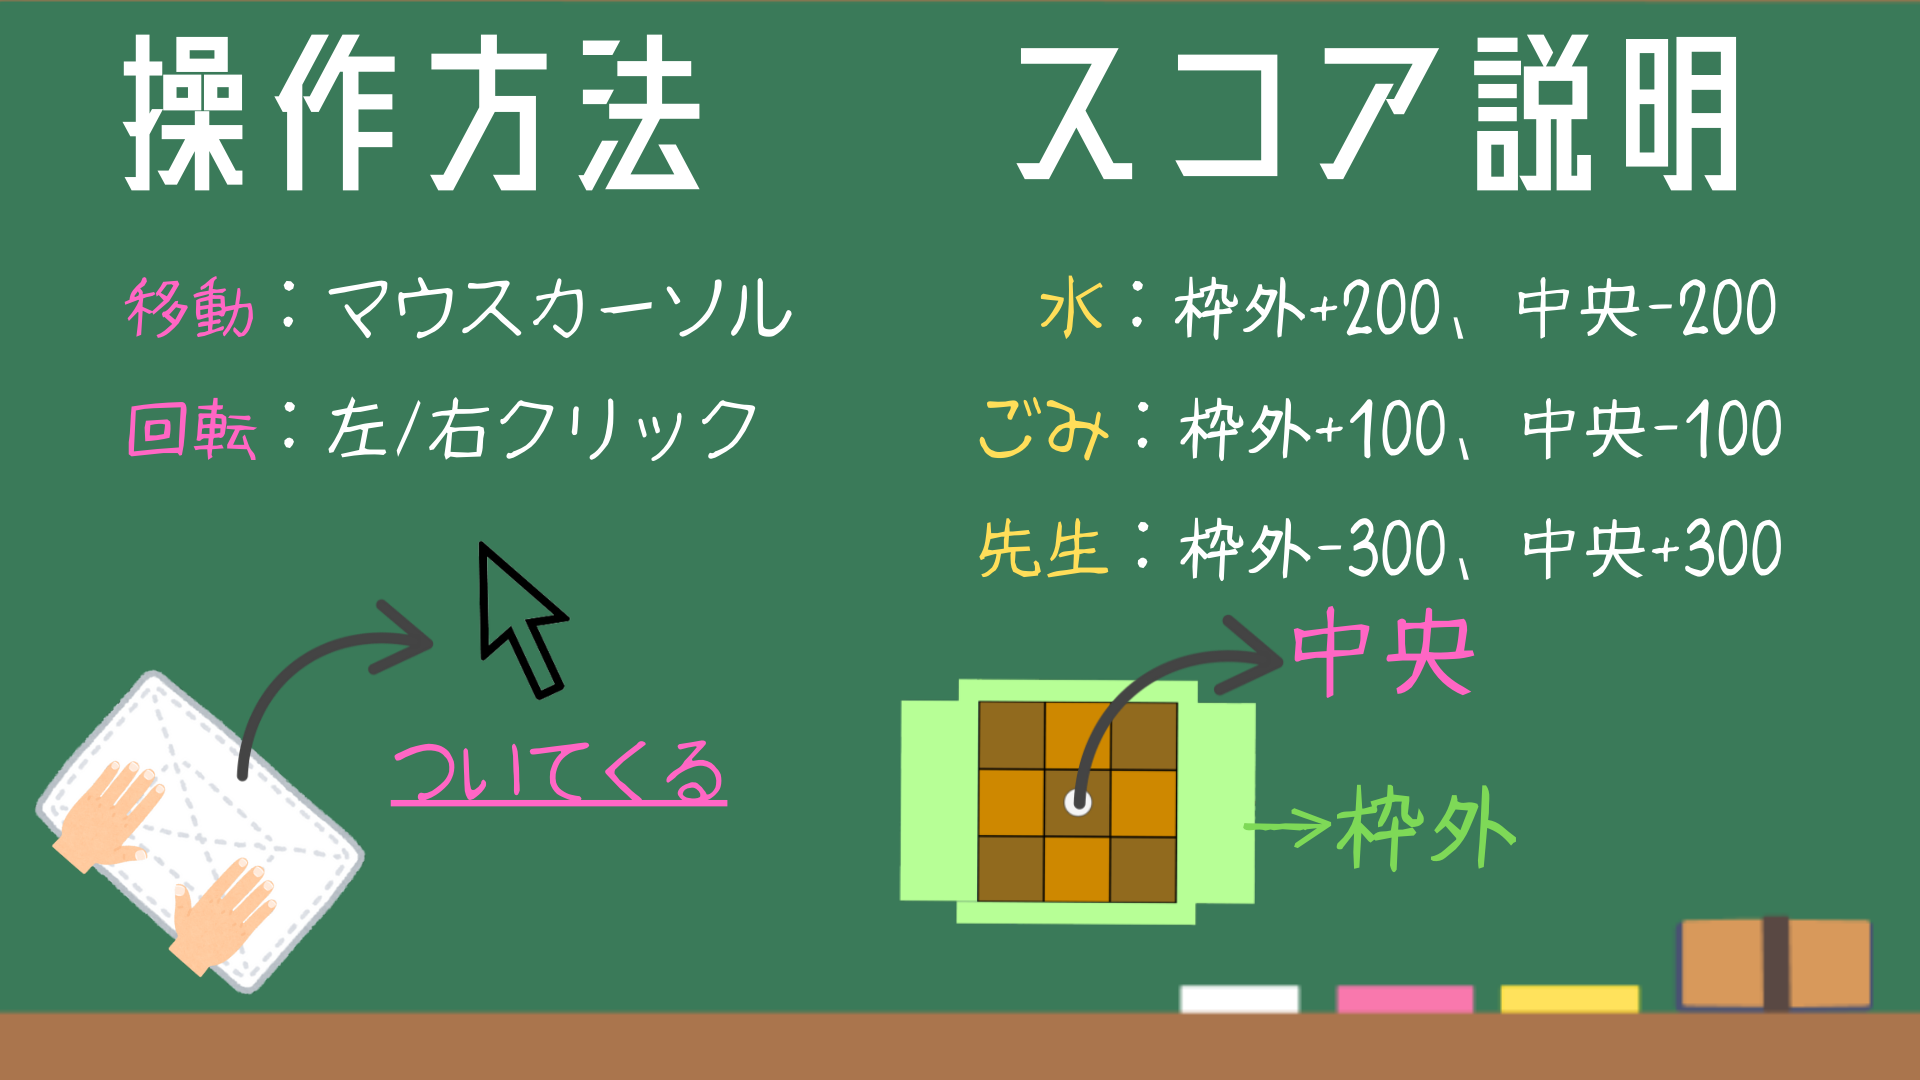 操作方法
移動：マウスカーソル
回転：左/右クリック
ついてくる
スコア説明
水：枠外+200、中央-200
ごみ：枠外+100、中央-100
先生：枠外-300、中央+300
中央
枠外